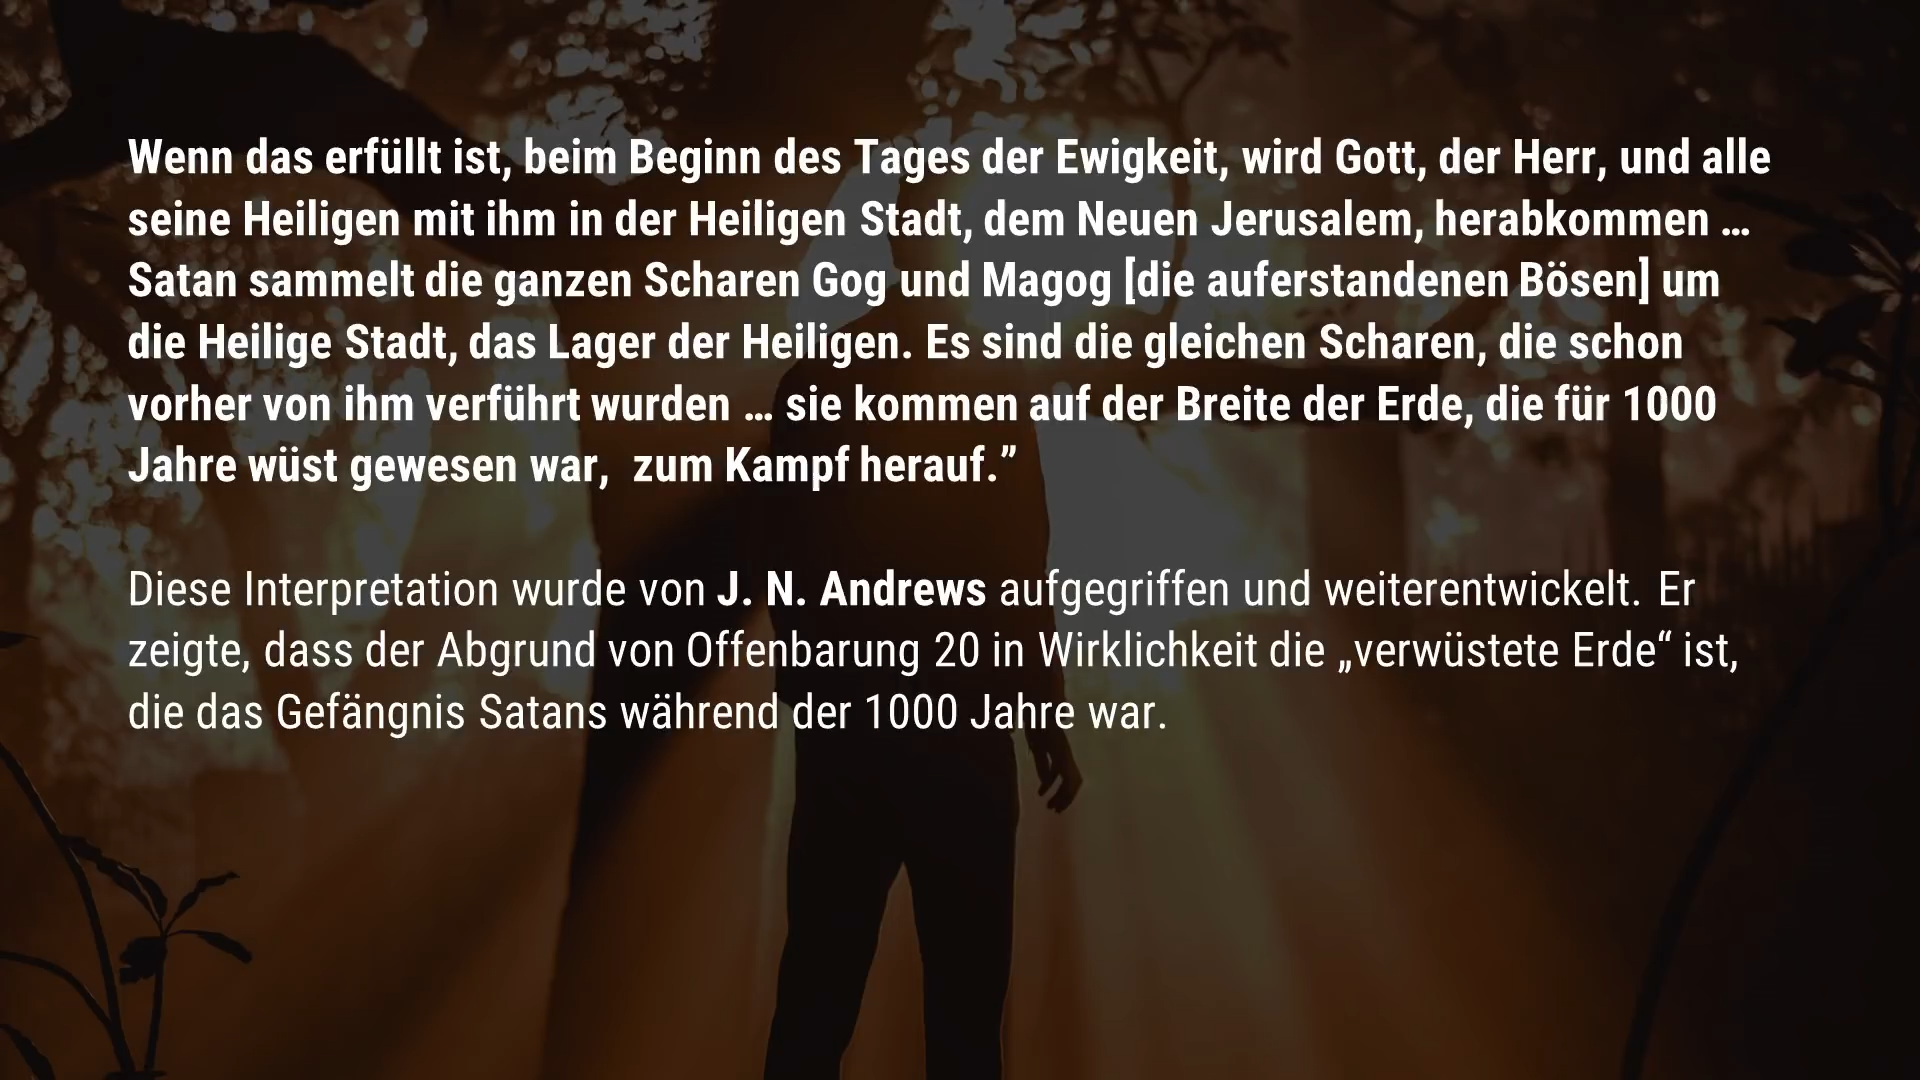 Wenn das erfüllt ist, beim Beginn des Tages der Ewigkeit, wird Gott, der Herr, und alle
seine Heiligen mit ihm in der Heiligen Stadt, dem Neuen Jerusalem, herabkommen …
Satan sammelt die ganzen Scharen Gog und Magog [die auferstandenen Bösen] um
die Heilige Stadt, das Lager der Heiligen. Es sind die gleichen Scharen, die schon
vorher von ihm verführt wurden … sie kommen auf der Breite der Erde, die für 1000
Jahre wüst gewesen war,  zum Kampf herauf.”
Diese Interpretation wurde von J. N. Andrews aufgegriffen und weiterentwickelt. Er
zeigte, dass der Abgrund von Offenbarung 20 in Wirklichkeit die „verwüstete Erde“ ist,
die das Gefängnis Satans während der 1000 Jahre war.